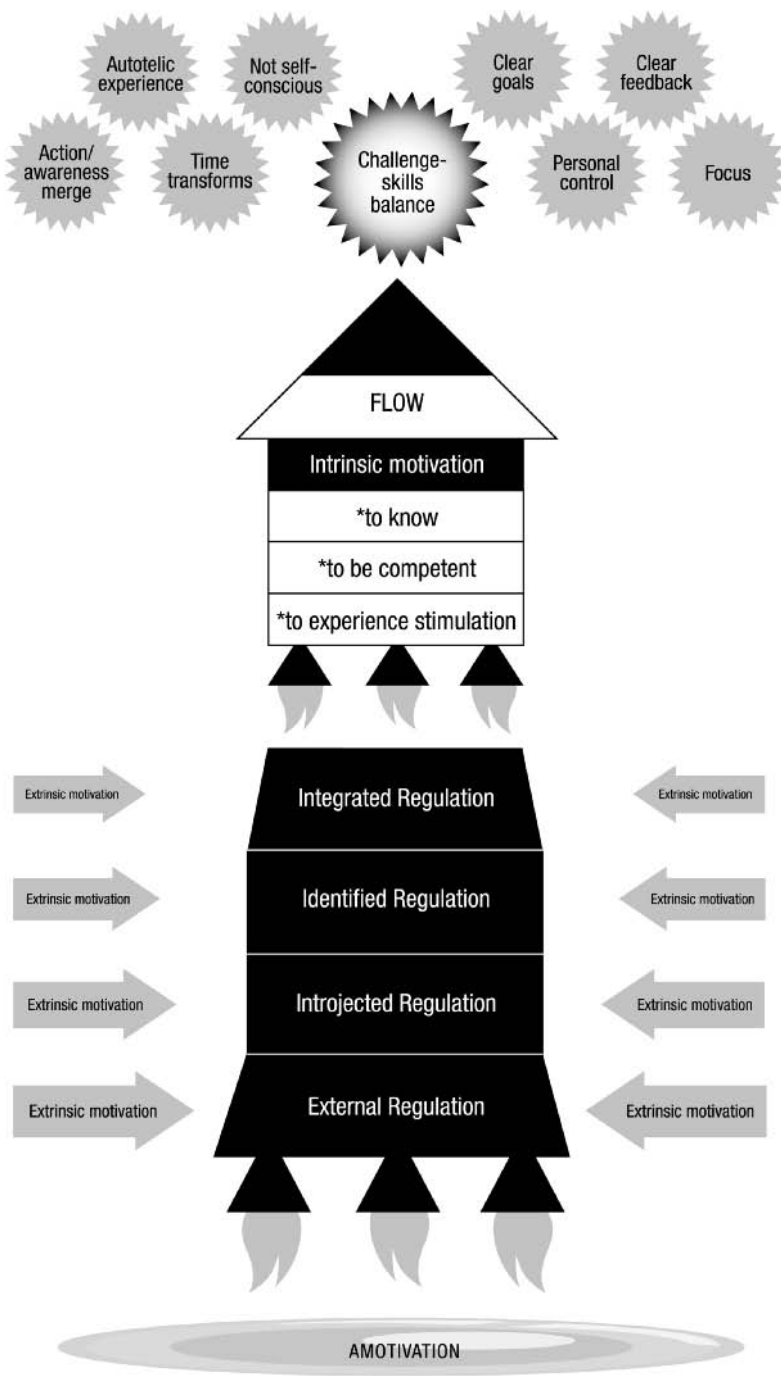 Autotelic
experience
Not self-
conscious
Clear
goals
Clear
feedback
Action/
awareness
merge
Time
transforms
Challenge-
skills
balance
Personal
control
Focus
FLOW
Intrinsic motivation
*to know
*to be competent
*to experience stimulation
Extrinsic motivation
Integrated Regulation
Extrinsic motivation
Extrinsic motivation
Identified Regulation
Extrinsic motivation
Extrinsic motivation
Introjected Regulation
Extrinsic motivation
Extrinsic motivation
External Regulation
Extrinsic motivation
AMOTIVATION